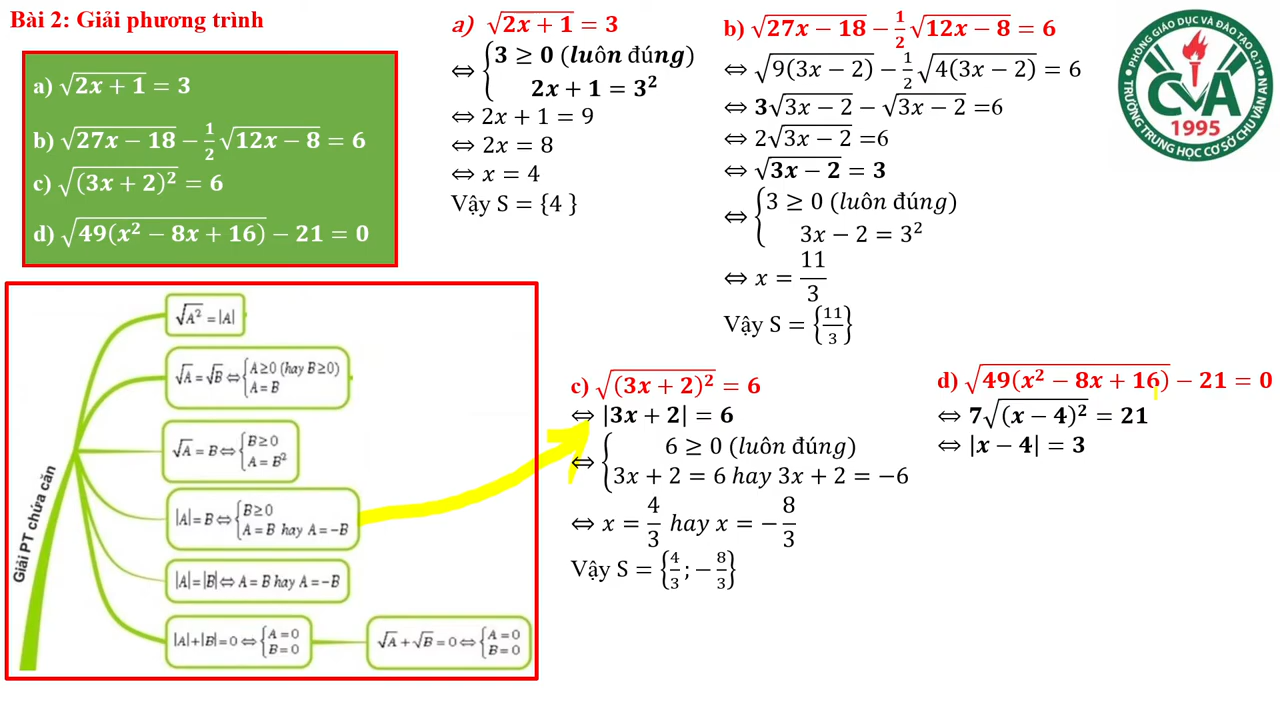 Bài 2: Giải phương trình
a) √(2x + 1) = 3
b) √(27x − 18) − 1/2 √(12x − 8) = 6
c) √((3x + 2)²) = 6
d) √(49(x² − 8x + 16)) − 21 = 0
Giải PT chứa căn
√(A²) = |A|
√A = √B ⇔ { A≥0 (hay B≥0)
A = B
√A = B ⇔ { B≥0
A = B²
|A| = B ⇔ { B≥0
A = B hay A = −B
|A| = |B| ⇔ A = B hay A = −B
|A| + |B| = 0 ⇔ { A = 0
B = 0
√A + √B = 0 ⇔ { A = 0
B = 0
a) √(2x + 1) = 3
⇔ { 3 ≥ 0 (luôn đúng)
2x + 1 = 3²
⇔ 2x + 1 = 9
⇔ 2x = 8
⇔ x = 4
Vậy S = {4 }
b) √(27x − 18) − 1/2 √(12x − 8) = 6
⇔ √(9(3x − 2)) − 1/2 √(4(3x − 2)) = 6
⇔ 3√(3x − 2) − √(3x − 2) =6
⇔ 2√(3x − 2) =6
⇔ √(3x − 2) = 3
⇔ { 3 ≥ 0 (luôn đúng)
3x − 2 = 3²
⇔ x = 11/3
Vậy S = {11/3}
c) √((3x + 2)²) = 6
⇔ |3x + 2| = 6
⇔ { 6 ≥ 0 (luôn đúng)
3x + 2 = 6 hay 3x + 2 = −6
⇔ x = 4/3 hay x = − 8/3
Vậy S = {4/3 ; − 8/3}
d) √(49(x² − 8x + 16)) − 21 = 0
⇔ 7√((x − 4)²) = 21
⇔ |x − 4| = 3
PHÒNG GIÁO DỤC VÀ ĐÀO TẠO Q.11
CVA
1995
TRƯỜNG TRUNG HỌC CƠ SỞ CHU VĂN AN